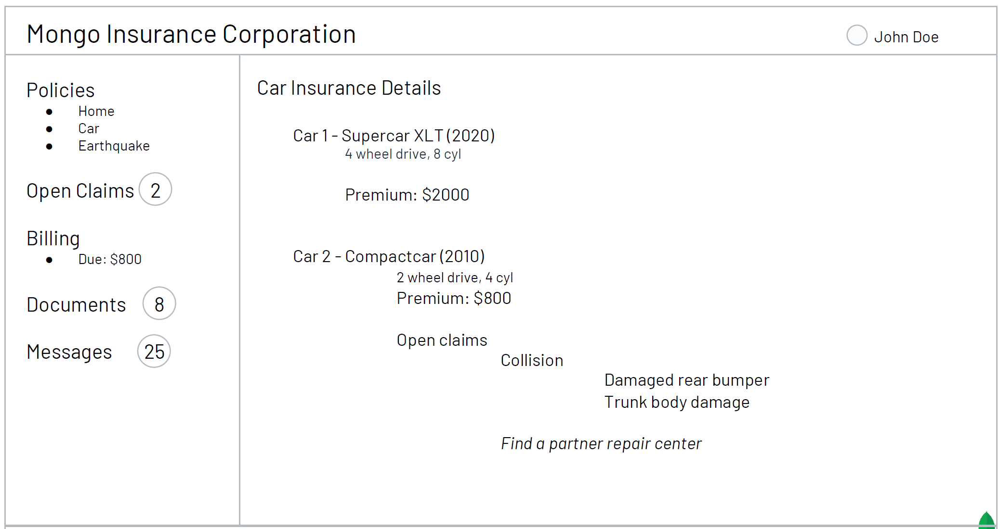 Mongo Insurance Corporation
John Doe
Policies
● Home
● Car
● Earthquake
Open Claims 2
Billing
● Due: $800
Documents 8
Messages 25
Car Insurance Details
Car 1 - Supercar XLT (2020)
4 wheel drive, 8 cyl
Premium: $2000
Car 2 - Compactcar (2010)
2 wheel drive, 4 cyl
Premium: $800
Open claims
Collision
Damaged rear bumper
Trunk body damage
Find a partner repair center